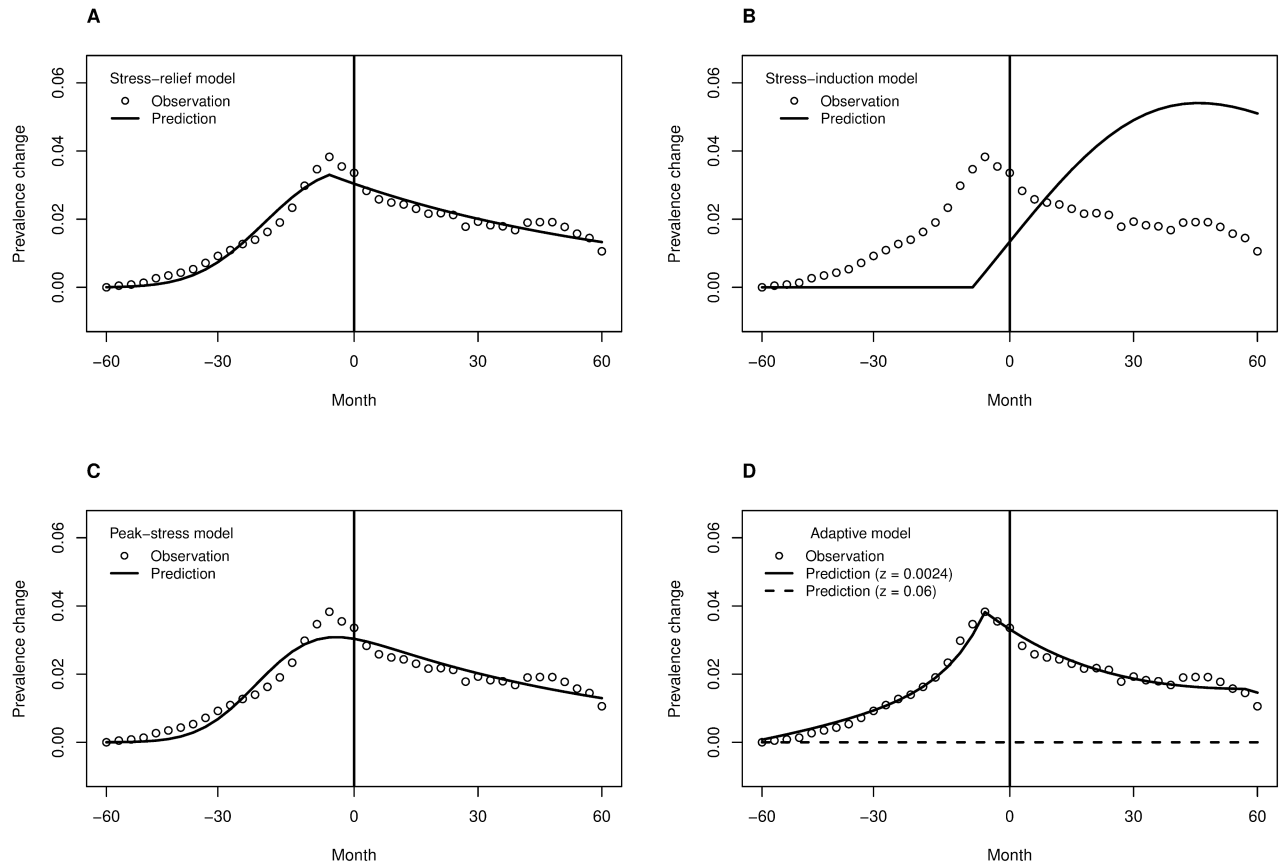 A
Stress−relief model
Observation
Prediction
Prevalence change
0.00
0.02
0.04
0.06
−60
−30
0
30
60
Month
B
Stress−induction model
Observation
Prediction
Prevalence change
0.00
0.02
0.04
0.06
−60
−30
0
30
60
Month
C
Peak−stress model
Observation
Prediction
Prevalence change
0.00
0.02
0.04
0.06
−60
−30
0
30
60
Month
D
Adaptive model
Observation
Prediction (z = 0.0024)
Prediction (z = 0.06)
Prevalence change
0.00
0.02
0.04
0.06
−60
−30
0
30
60
Month